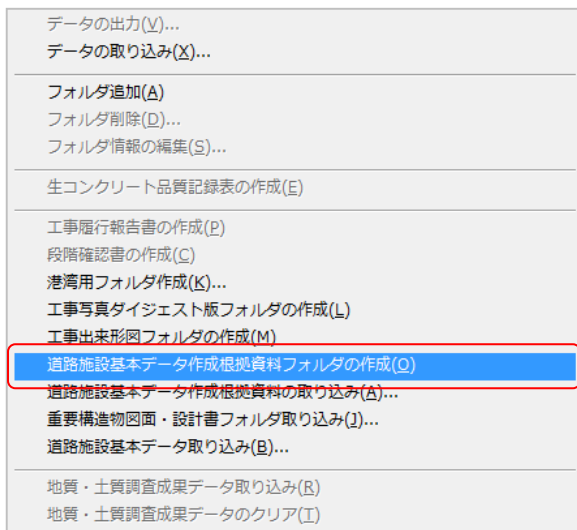 データの出力(V)...
データの取り込み(X)...
フォルダ追加(A)
フォルダ削除(D)...
フォルダ情報の編集(S)...
生コンクリート品質記録表の作成(E)
工事履行報告書の作成(P)
段階確認書の作成(C)
港湾用フォルダ作成(K)...
工事写真ダイジェスト版フォルダの作成(L)
工事出来形図フォルダの作成(M)
道路施設基本データ作成根拠資料フォルダの作成(O)
道路施設基本データ作成根拠資料の取り込み(A)...
重要構造物図面・設計書フォルダ取り込み(J)...
道路施設基本データ取り込み(B)...
地質・土質調査成果データ取り込み(R)
地質・土質調査成果データのクリア(T)